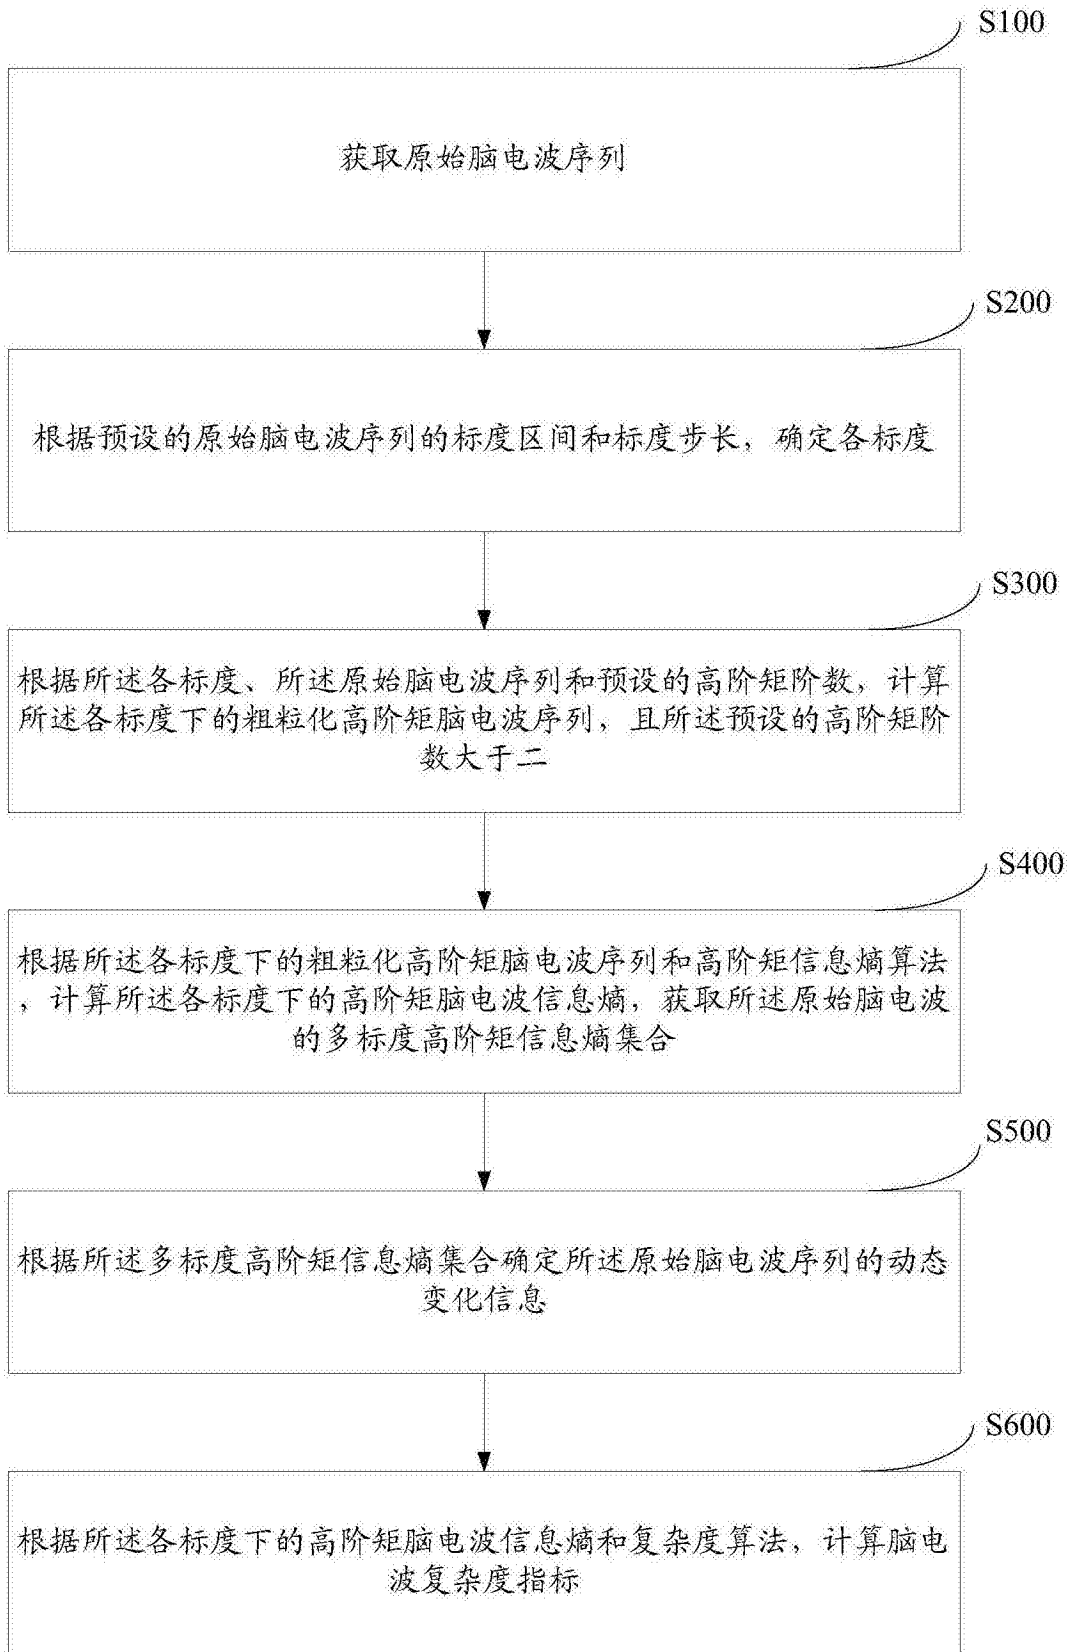 S100
获取原始脑电波序列
S200
根据预设的原始脑电波序列的标度区间和标度步长，确定各标度
S300
根据所述各标度、所述原始脑电波序列和预设的高阶矩阶数，计算
所述各标度下的粗粒化高阶矩脑电波序列，且所述预设的高阶矩阶
数大于二
S400
根据所述各标度下的粗粒化高阶矩脑电波序列和高阶矩信息熵算法
，计算所述各标度下的高阶矩脑电波信息熵，获取所述原始脑电波
的多标度高阶矩信息熵集合
S500
根据所述多标度高阶矩信息熵集合确定所述原始脑电波序列的动态
变化信息
S600
根据所述各标度下的高阶矩脑电波信息熵和复杂度算法，计算脑电
波复杂度指标